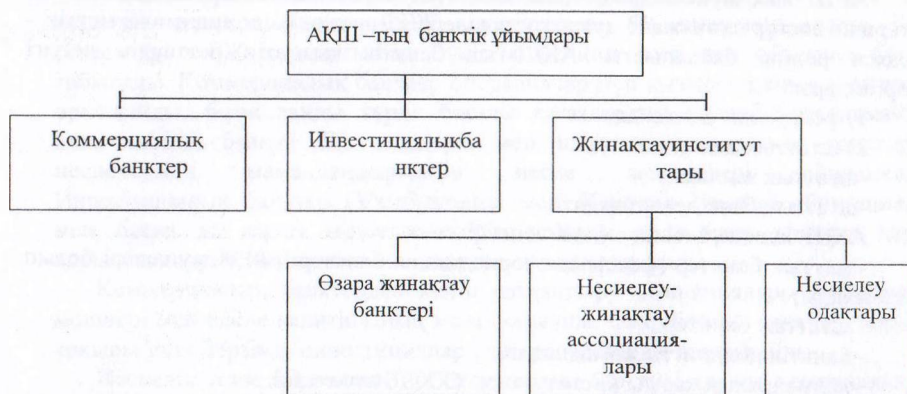 АҚШ –тың банктік ұйымдары
Коммерциялық
банктер
Инвестициялықба
нктер
Жинақтауинститут
тары
Өзара жинақтау
банктері
Несиелеу-
жинақтау
ассоциация-
лары
Несиелеу
одақтары